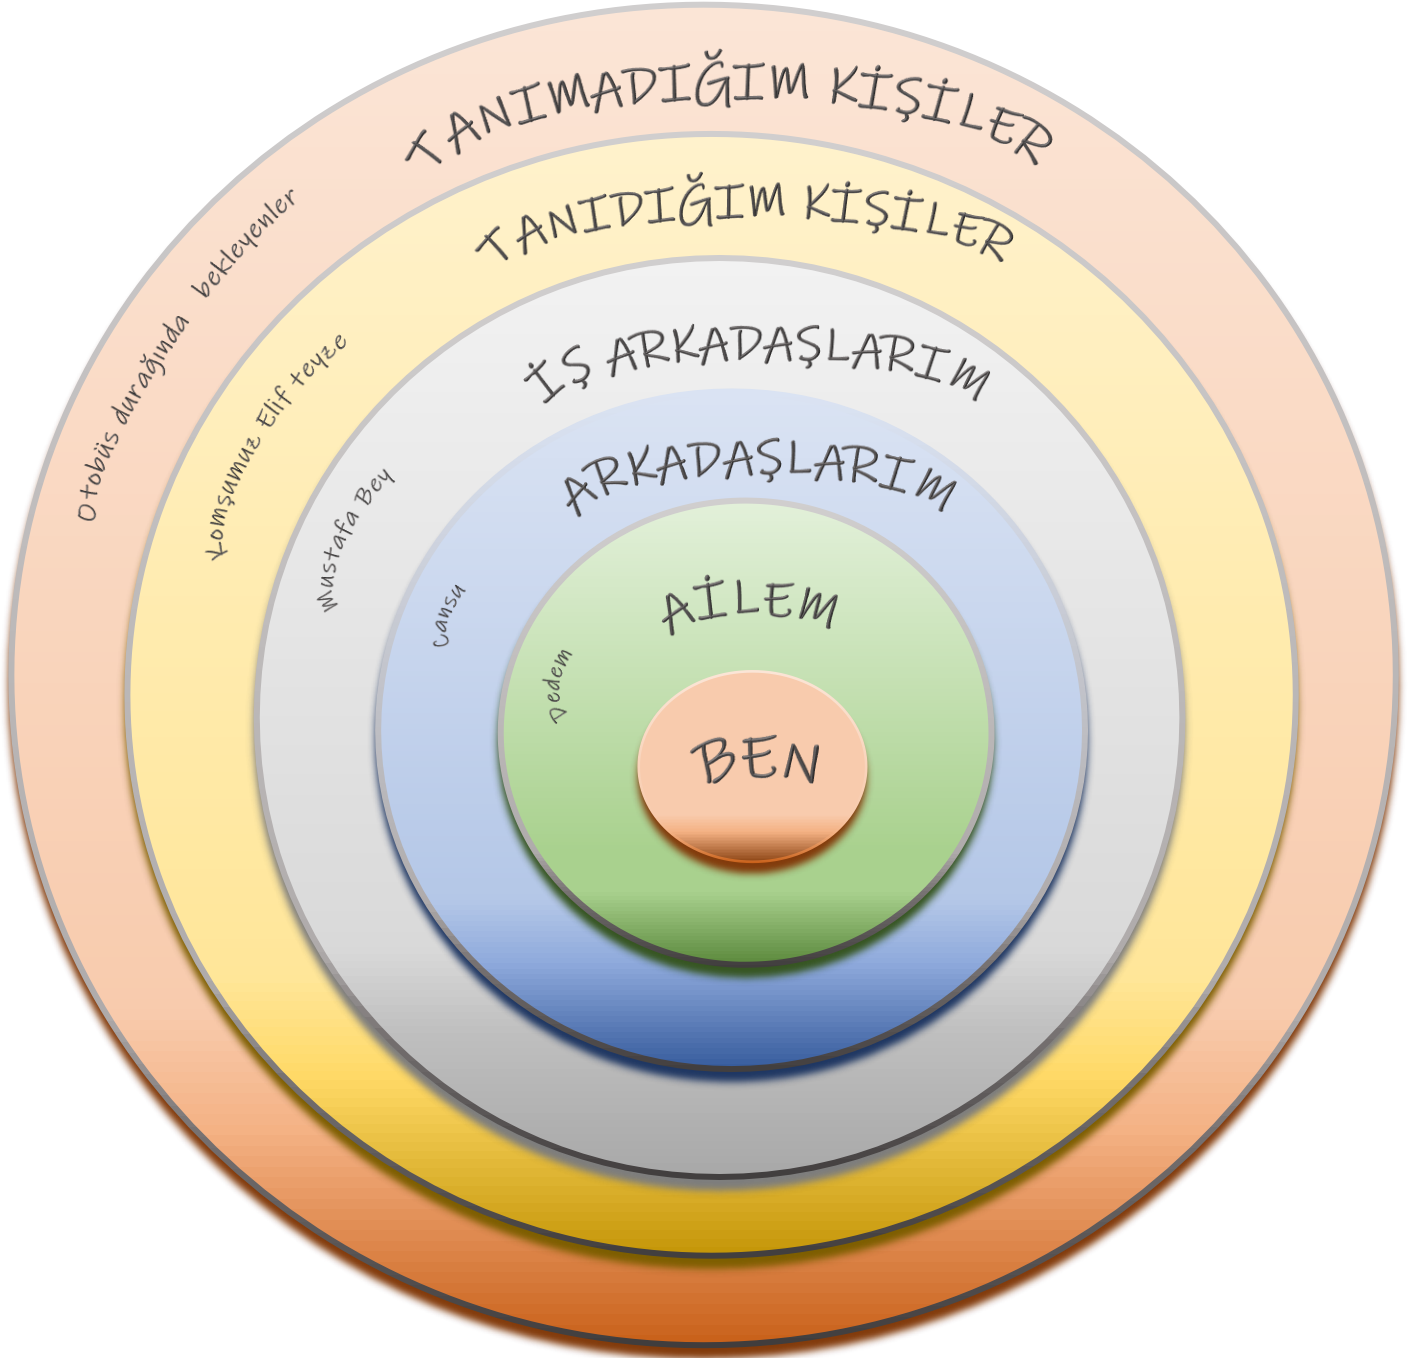 TANIMADIĞIM KİŞİLER
Otobüs durağında bekleyenler
TANIDIĞIM KİŞİLER
Komşumuz Elif teyze
İŞ ARKADAŞLARIM
Mustafa Bey
ARKADAŞLARIM
Cansu
AİLEM
Dedem
BEN